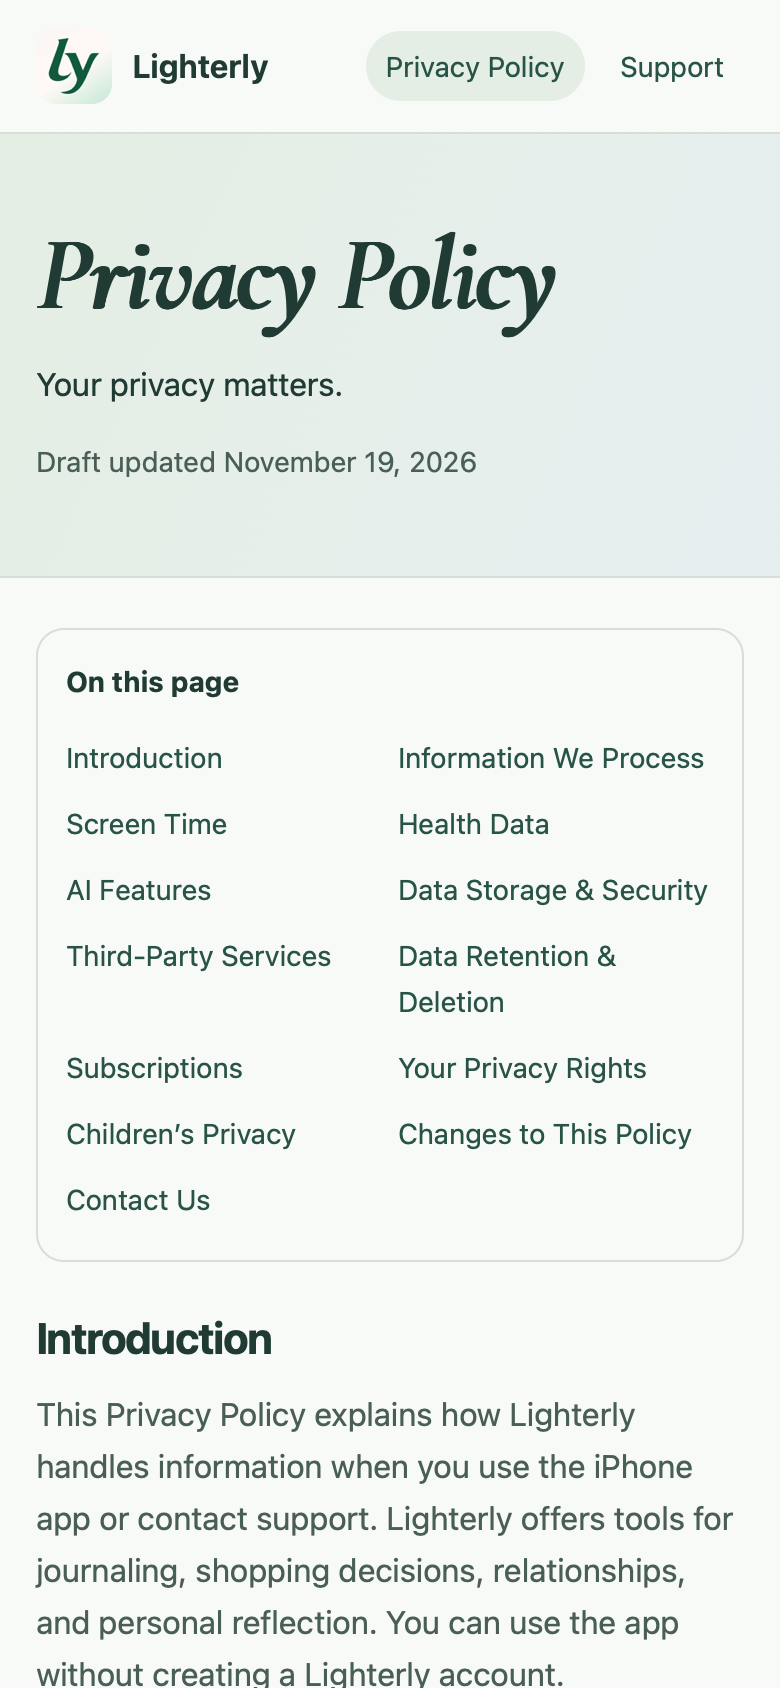 ly
Lighterly
Privacy Policy
Support
Privacy Policy
Your privacy matters.
Draft updated November 19, 2026
On this page
Introduction
Information We Process
Screen Time
Health Data
AI Features
Data Storage & Security
Third-Party Services
Data Retention &
Deletion
Subscriptions
Your Privacy Rights
Children’s Privacy
Changes to This Policy
Contact Us
Introduction
This Privacy Policy explains how Lighterly
handles information when you use the iPhone
app or contact support. Lighterly offers tools for
journaling, shopping decisions, relationships,
and personal reflection. You can use the app
without creating a Lighterly account.